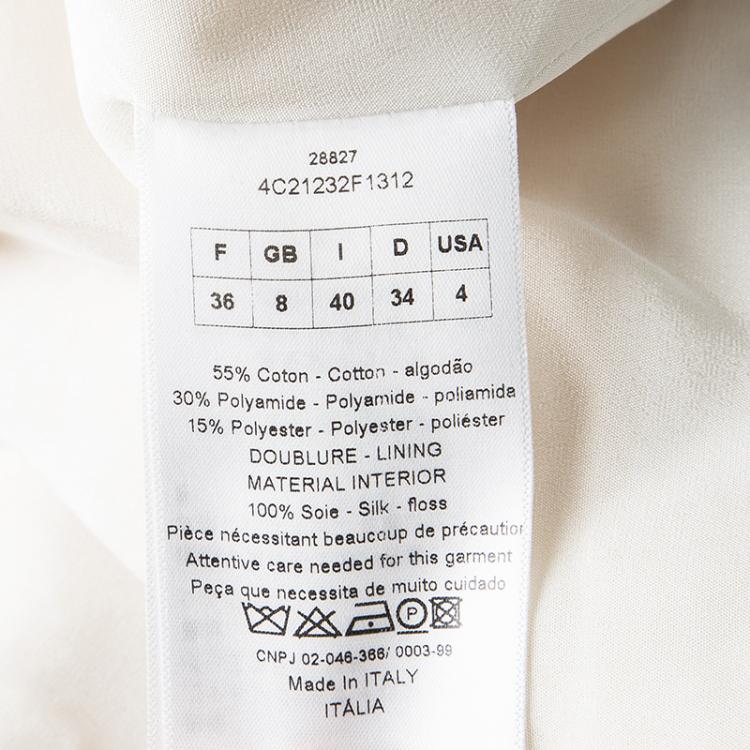 28827
4C21232F1312
F GB I D USA
36 8 40 34 4
55% Coton - Cotton - algodão
30% Polyamide - Polyamide - poliamida
15% Polyester - Polyester - poliéster
DOUBLURE - LINING
MATERIAL INTERIOR
100% Soie - Silk - floss
Pièce nécessitant beaucoup de précaution
Attentive care needed for this garment
Peça que necessita de muito cuidado
P
CNPJ 02-046-366/ 0003-99
Made In ITALY
ITÁLIA